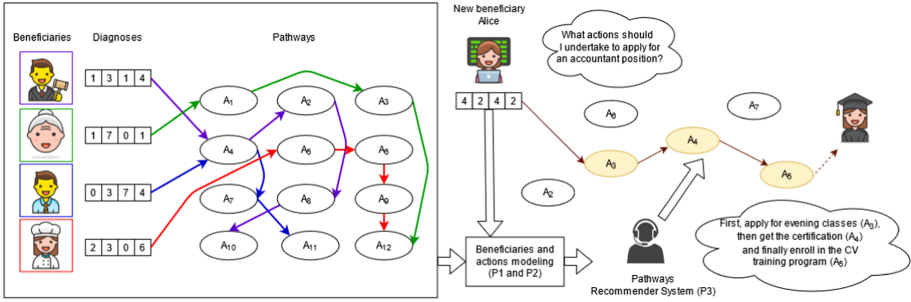 Beneficiaries
Diagnoses
Pathways
1 3 1 4
1 7 0 1
0 3 7 4
2 3 0 6
A1
A2
A3
A4
A5
A6
A7
A8
A9
A10
A11
A12
New beneficiary
Alice
What actions should
I undertake to apply for
an accountant position?
4 2 4 2
A6
A7
A4
A3
A5
A2
Beneficiaries and
actions modeling
(P1 and P2)
Pathways
Recommender System (P3)
First, apply for evening classes (A3),
then get the certification (A4)
and finally enroll in the CV
training program (A5)